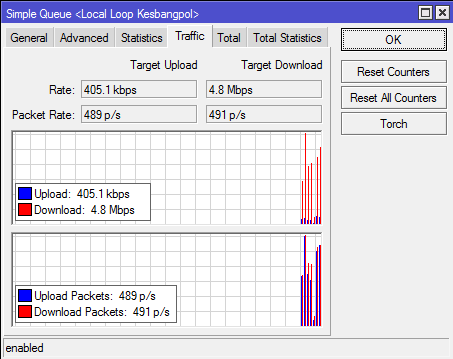 Simple Queue <Local Loop Kesbangpol>
General Advanced Statistics Traffic Total Total Statistics
Target Upload Target Download
Rate: 405.1 kbps 4.8 Mbps
Packet Rate: 489 p/s 491 p/s
Upload: 405.1 kbps
Download: 4.8 Mbps
Upload Packets: 489 p/s
Download Packets: 491 p/s
OK
Reset Counters
Reset All Counters
Torch
enabled